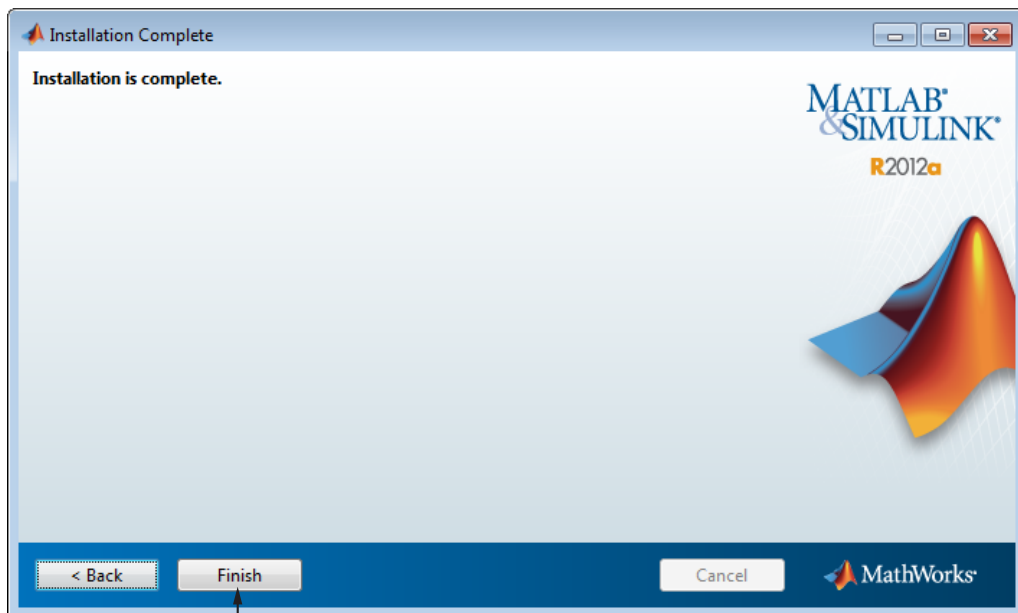 Installation Complete
Installation is complete.
MATLAB®
&SIMULINK®
R2012a
< Back
Finish
Cancel
MathWorks®